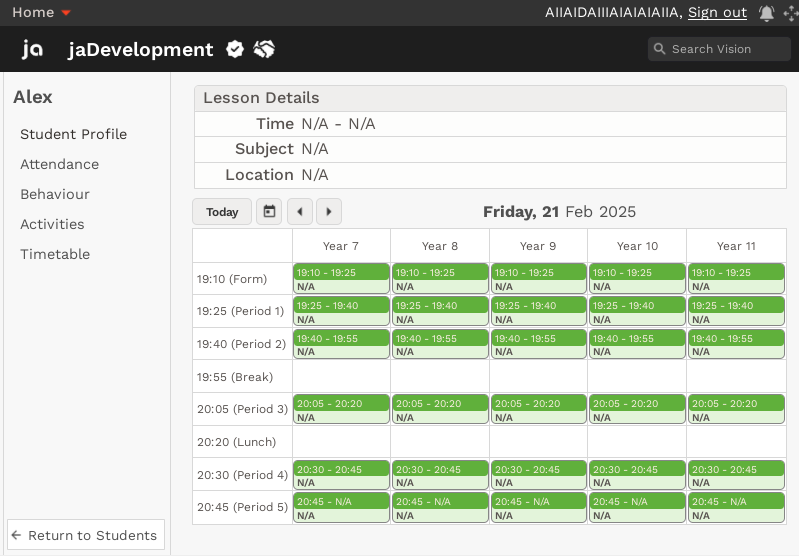 Home
AIIAIDAIIIAIAIAIAIIA, Sign out
ja jaDevelopment
Search Vision
Alex
Student Profile
Attendance
Behaviour
Activities
Timetable
Return to Students
Lesson Details
Time N/A - N/A
Subject N/A
Location N/A
Today
Friday, 21 Feb 2025
Year 7 Year 8 Year 9 Year 10 Year 11
19:10 (Form)
19:10 - 19:25 19:10 - 19:25 19:10 - 19:25 19:10 - 19:25 19:10 - 19:25
N/A N/A N/A N/A N/A
19:25 (Period 1)
19:25 - 19:40 19:25 - 19:40 19:25 - 19:40 19:25 - 19:40 19:25 - 19:40
N/A N/A N/A N/A N/A
19:40 (Period 2)
19:40 - 19:55 19:40 - 19:55 19:40 - 19:55 19:40 - 19:55 19:40 - 19:55
N/A N/A N/A N/A N/A
19:55 (Break)
20:05 (Period 3)
20:05 - 20:20 20:05 - 20:20 20:05 - 20:20 20:05 - 20:20 20:05 - 20:20
N/A N/A N/A N/A N/A
20:20 (Lunch)
20:30 (Period 4)
20:30 - 20:45 20:30 - 20:45 20:30 - 20:45 20:30 - 20:45 20:30 - 20:45
N/A N/A N/A N/A N/A
20:45 (Period 5)
20:45 - N/A 20:45 - N/A 20:45 - N/A 20:45 - N/A 20:45 - N/A
N/A N/A N/A N/A N/A